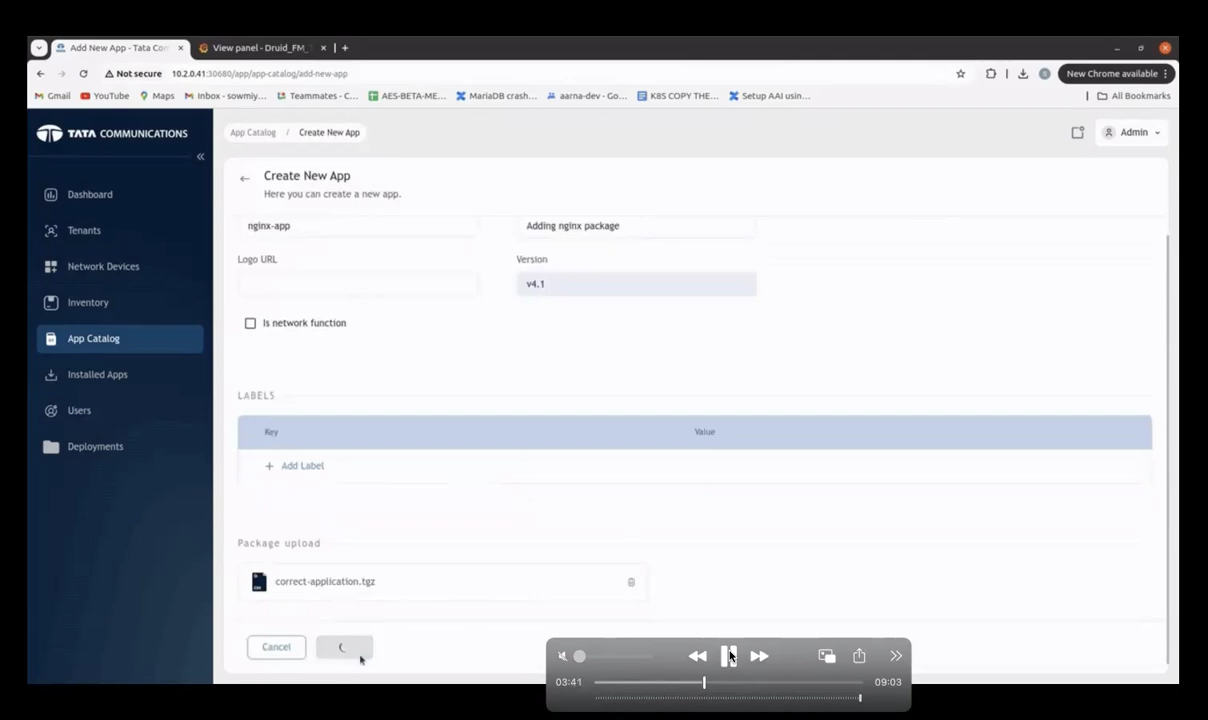 Add New App - Tata Con
View panel - Druid_FM_
Not secure 10.2.0.41:30680/app/app-catalog/add-new-app
New Chrome available
Gmail
YouTube
Maps
Inbox - sowmiy...
Teammates - C...
AES-BETA-ME...
MariaDB crash...
aarna-dev - Go...
K8S COPY THE...
Setup AAI usin...
All Bookmarks
TATA COMMUNICATIONS
App Catalog / Create New App
Admin
Dashboard
Tenants
Network Devices
Inventory
App Catalog
Installed Apps
Users
Deployments
Create New App
Here you can create a new app.
nginx-app
Adding nginx package
Logo URL
Version
v4.1
Is network function
LABELS
Key
Value
+ Add Label
Package upload
correct-application.tgz
Cancel
03:41
09:03